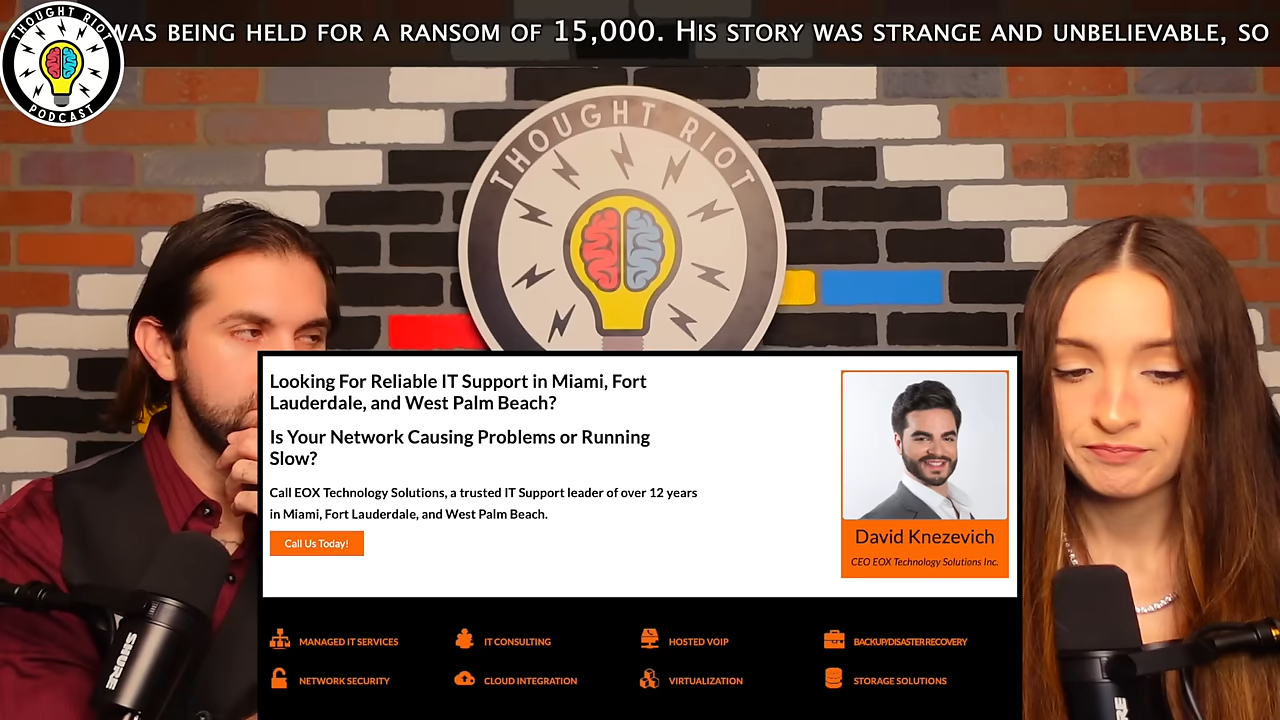 THOUGHT RIOT
PODCAST
WAS BEING HELD FOR A RANSOM OF 15,000. HIS STORY WAS STRANGE AND UNBELIEVABLE, SO
THOUGHT RIOT
Looking For Reliable IT Support in Miami, Fort
Lauderdale, and West Palm Beach?
Is Your Network Causing Problems or Running
Slow?
Call EOX Technology Solutions, a trusted IT Support leader of over 12 years
in Miami, Fort Lauderdale, and West Palm Beach.
Call Us Today!
David Knezevich
CEO EOX Technology Solutions Inc.
MANAGED IT SERVICES
IT CONSULTING
HOSTED VOIP
BACKUP/DISASTER RECOVERY
NETWORK SECURITY
CLOUD INTEGRATION
VIRTUALIZATION
STORAGE SOLUTIONS
SHURE